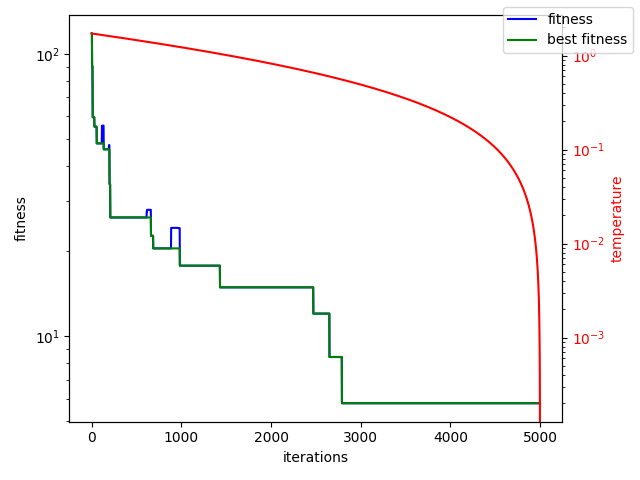 fitness
best fitness
10²
10¹
fitness
10⁰
10⁻¹
10⁻²
10⁻³
temperature
0
1000
2000
3000
4000
5000
iterations